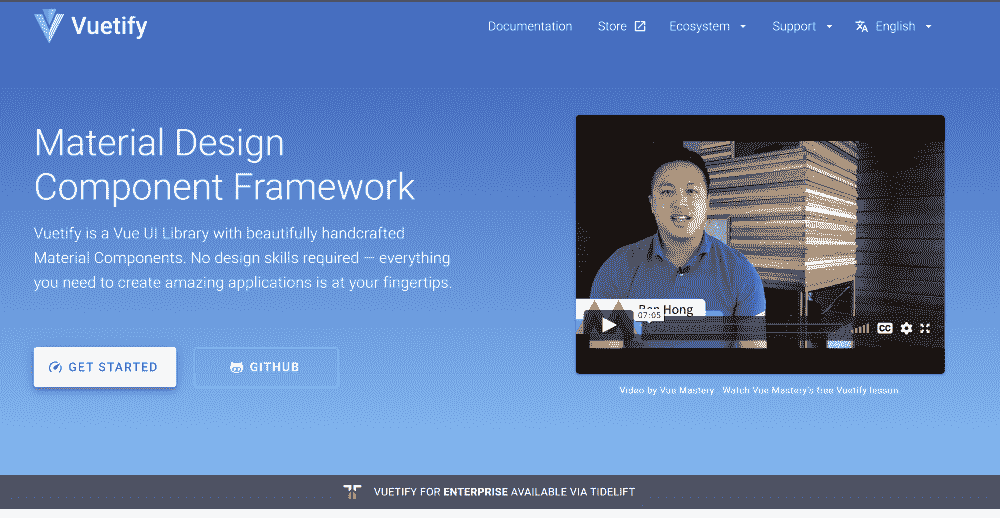 Vuetify
Documentation Store Ecosystem Support English
Material Design
Component Framework
Vuetify is a Vue UI Library with beautifully handcrafted
Material Components. No design skills required — everything
you need to create amazing applications is at your fingertips.
GET STARTED
GITHUB
Ben Hong
07:05
CC
Video by Vue Mastery. Watch Vue Mastery's free Vuetify lesson.
VUETIFY FOR ENTERPRISE AVAILABLE VIA TIDELIFT